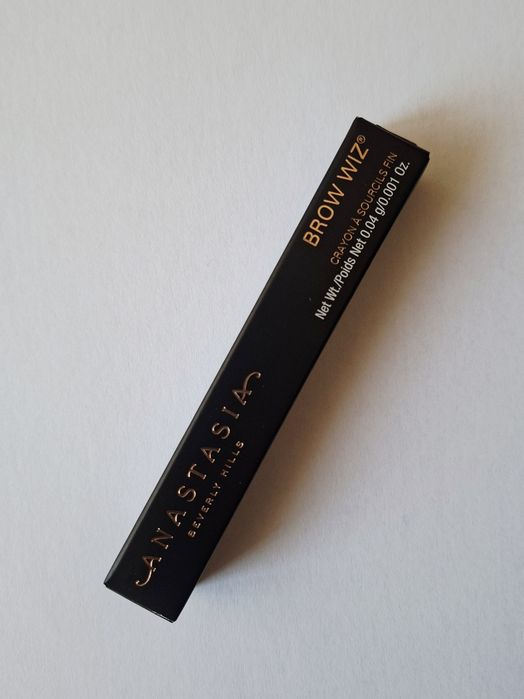 ANASTASIA
BEVERLY HILLS
BROW WIZ®
CRAYON À SOURCILS FIN
Net Wt./Poids Net 0.04 g/0.001 Oz.